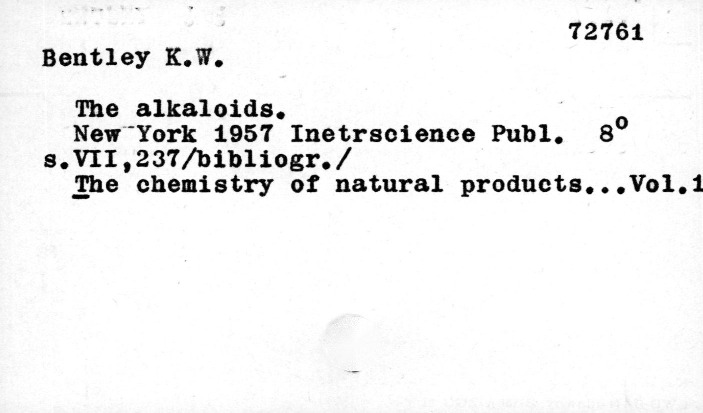 72761
Bentley K.W.
The alkaloids.
New York 1957 Inetrscience Publ. 8º
s.VII,237/bibliogr./
The chemistry of natural products...Vol.1